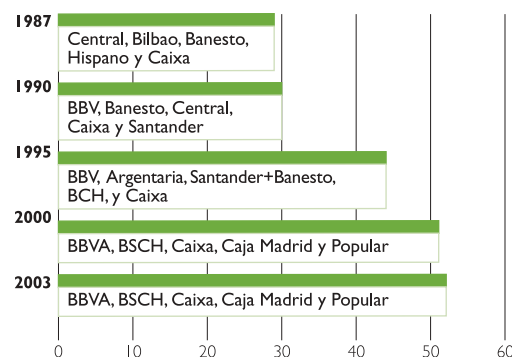 1987
Central, Bilbao, Banesto,
Hispano y Caixa
1990
BBV, Banesto, Central,
Caixa y Santander
1995
BBV, Argentaria, Santander+Banesto,
BCH, y Caixa
2000
BBVA, BSCH, Caixa, Caja Madrid y Popular
2003
BBVA, BSCH, Caixa, Caja Madrid y Popular
0 10 20 30 40 50 60